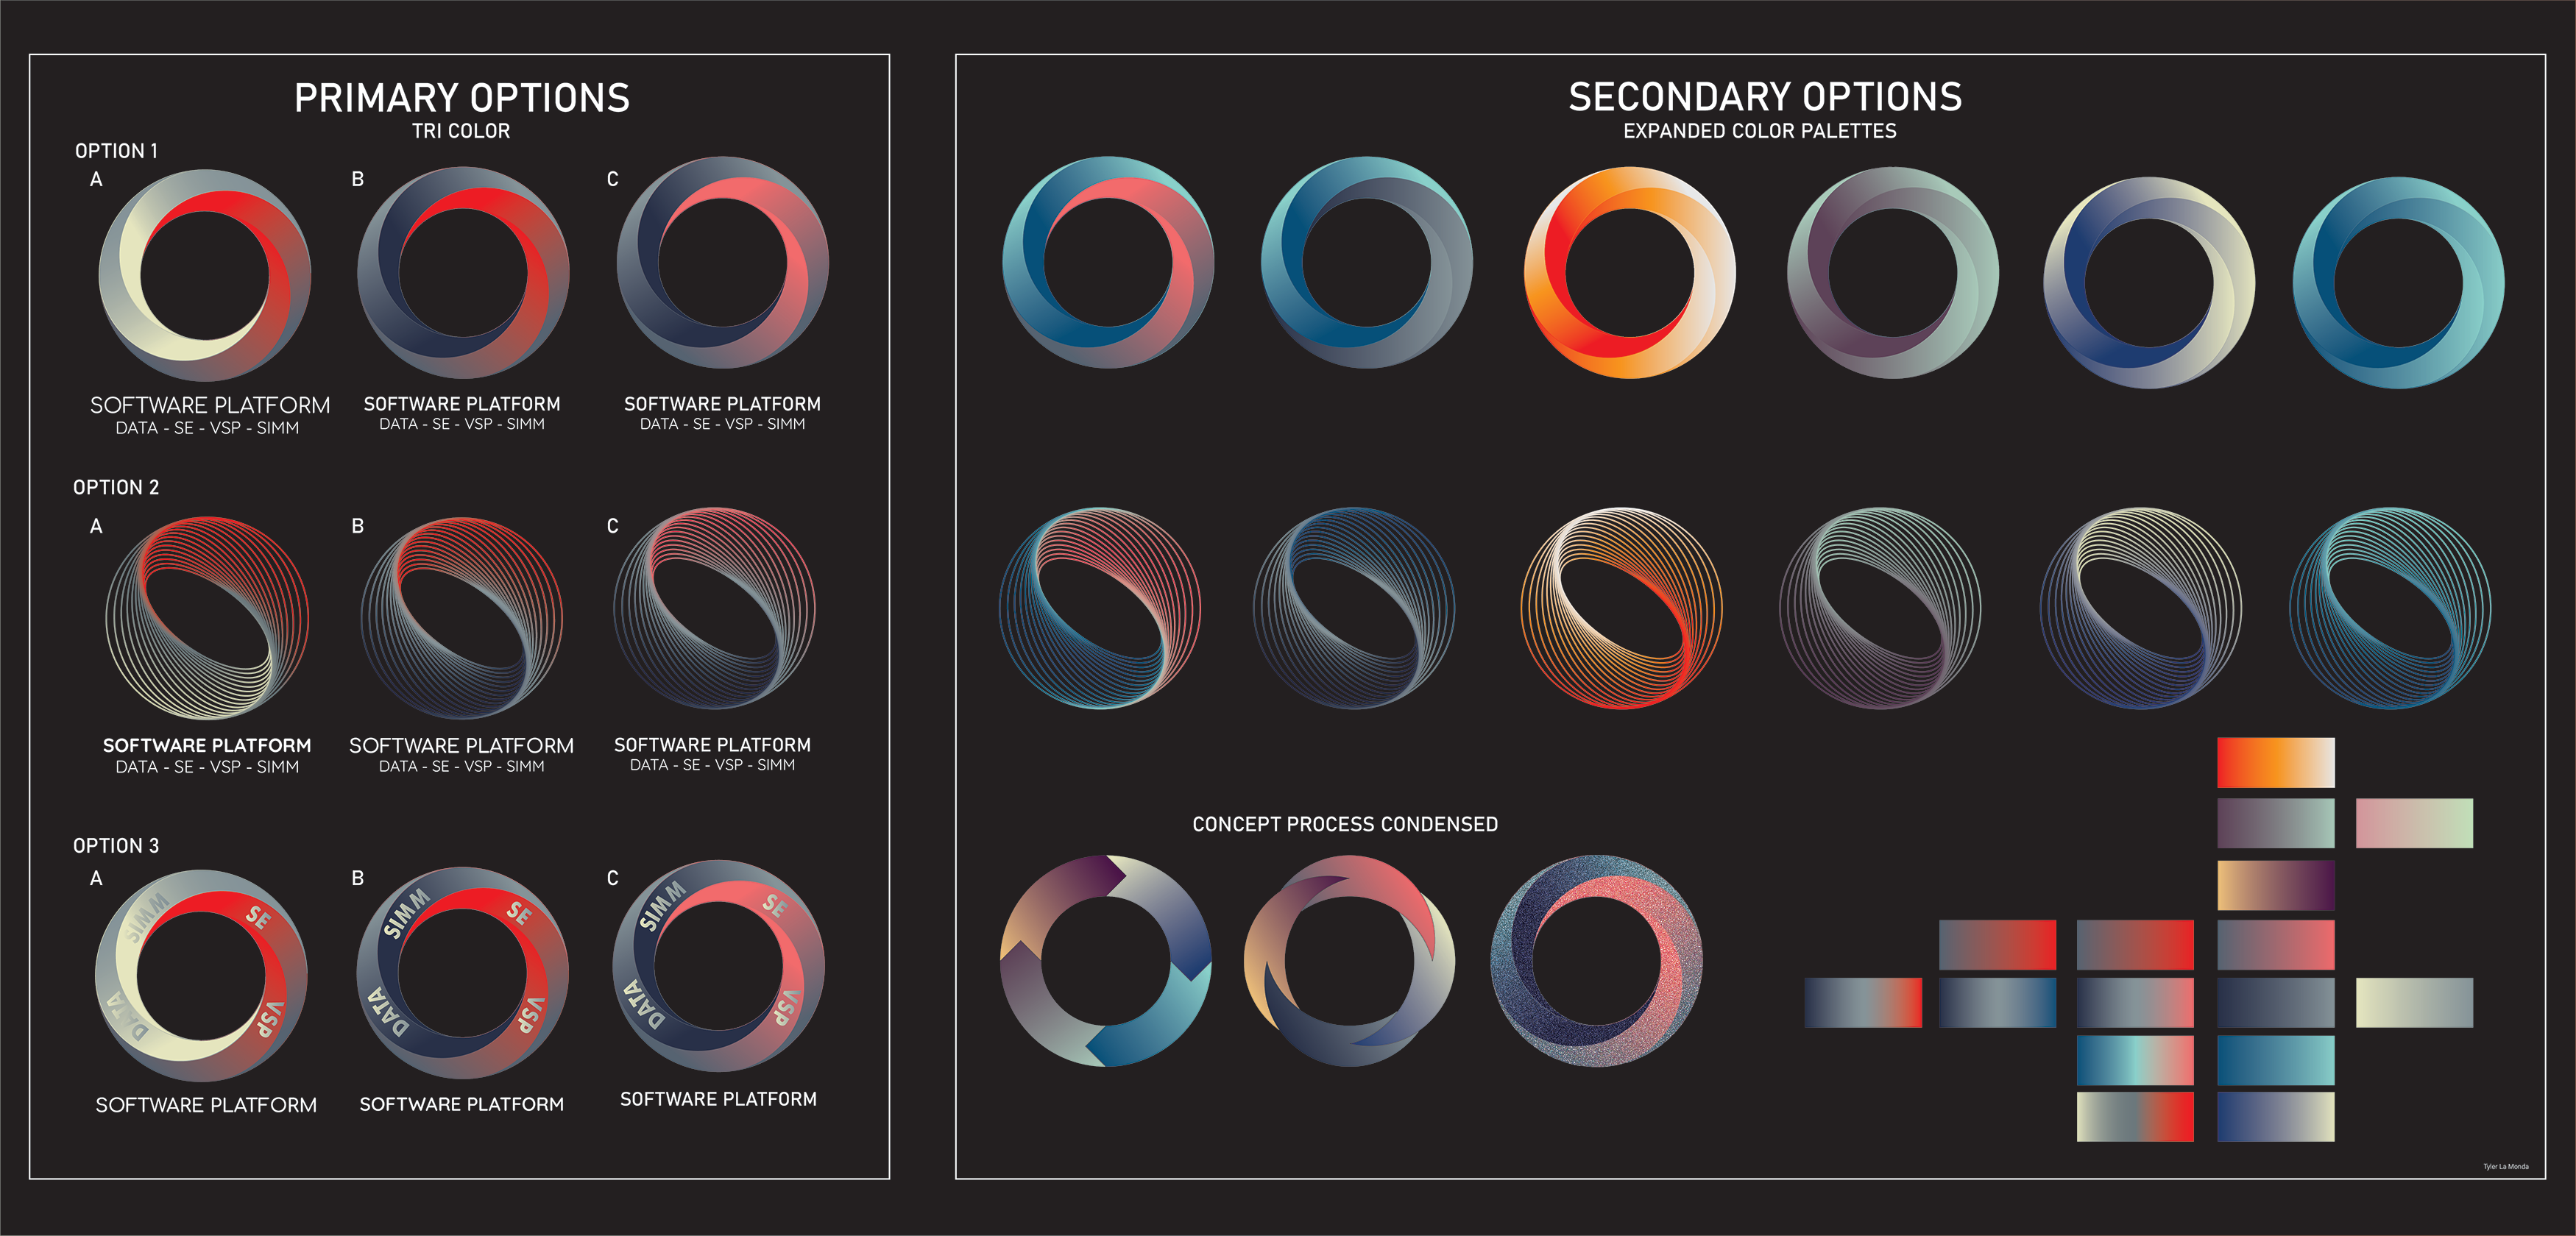 PRIMARY OPTIONS
TRI COLOR
OPTION 1
A
B
C
SOFTWARE PLATFORM
DATA - SE - VSP - SIMM
SOFTWARE PLATFORM
DATA - SE - VSP - SIMM
SOFTWARE PLATFORM
DATA - SE - VSP - SIMM
OPTION 2
A
B
C
SOFTWARE PLATFORM
DATA - SE - VSP - SIMM
SOFTWARE PLATFORM
DATA - SE - VSP - SIMM
SOFTWARE PLATFORM
DATA - SE - VSP - SIMM
OPTION 3
A
SIMM
SE
DATA
VSP
SOFTWARE PLATFORM
B
SIMM
SE
DATA
VSP
SOFTWARE PLATFORM
C
SIMM
SE
DATA
VSP
SOFTWARE PLATFORM
SECONDARY OPTIONS
EXPANDED COLOR PALETTES
CONCEPT PROCESS CONDENSED
Tyler La Monda